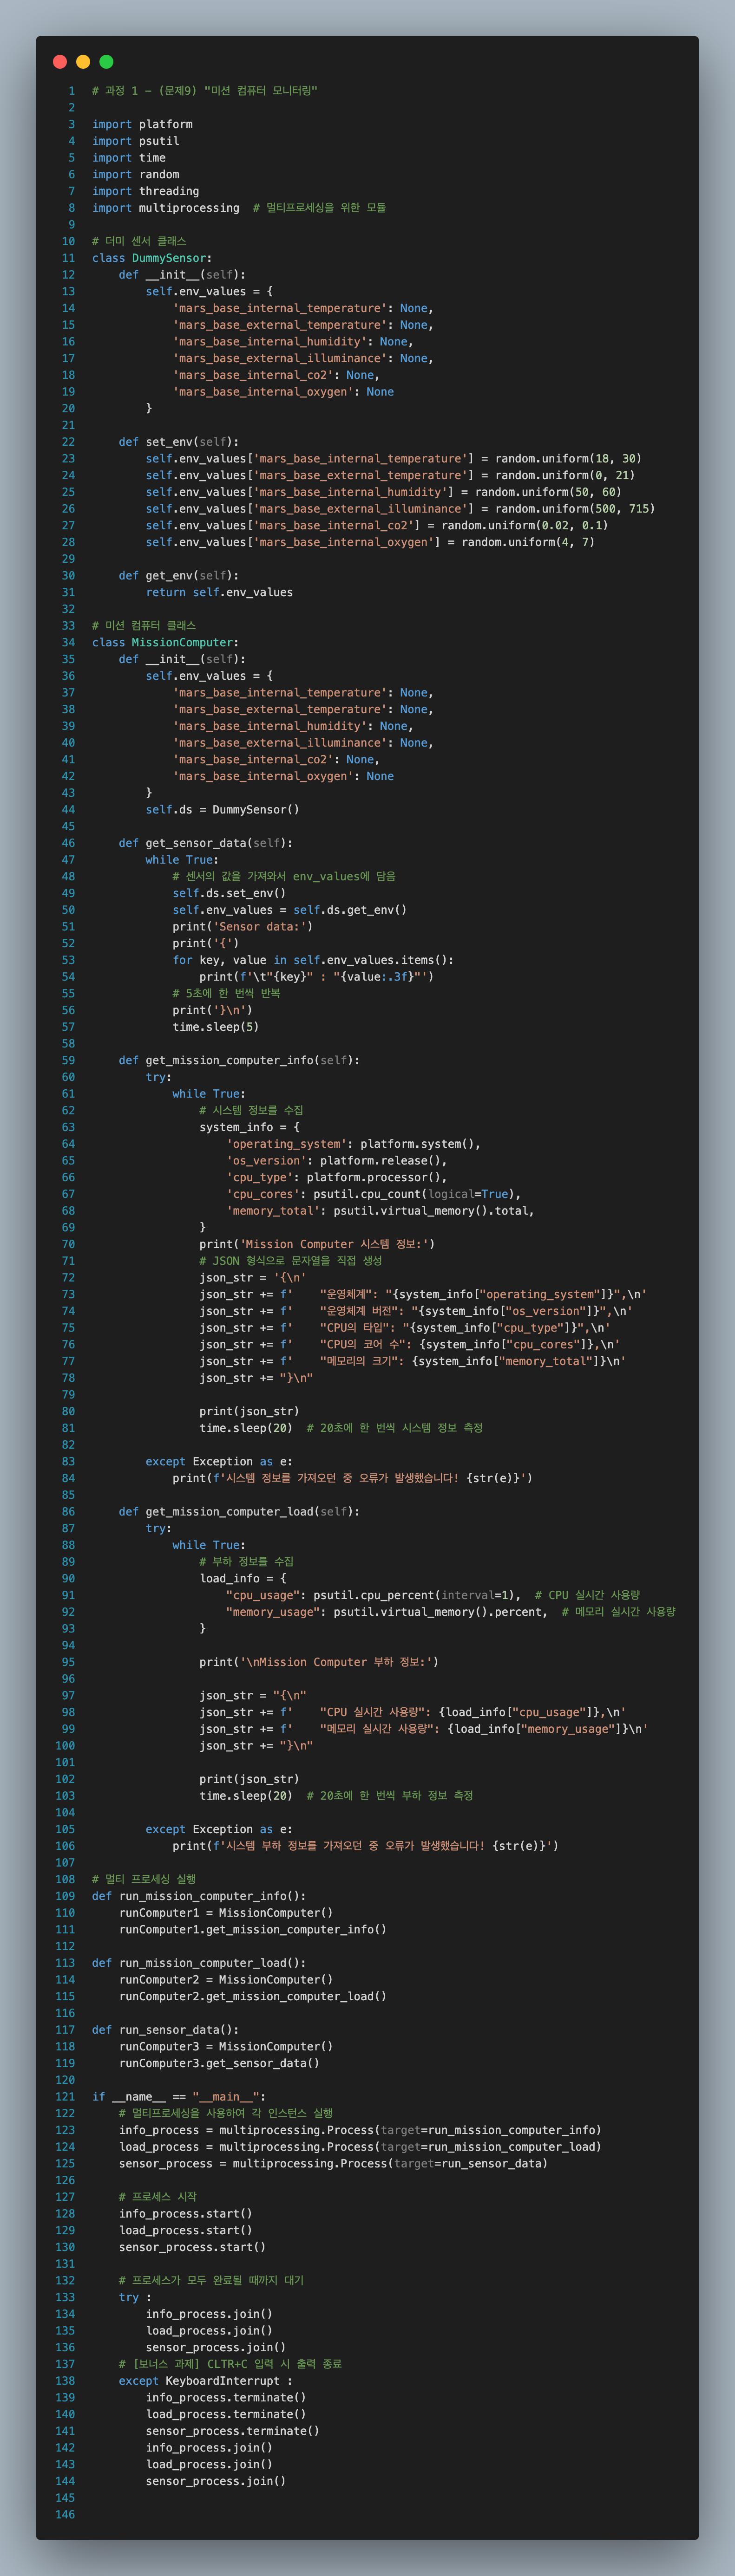 1 # 과정 1 – (문제9) "미션 컴퓨터 모니터링"
2
3 import platform
4 import psutil
5 import time
6 import random
7 import threading
8 import multiprocessing  # 멀티프로세싱을 위한 모듈
9
10 # 더미 센서 클래스
11 class DummySensor:
12     def __init__(self):
13         self.env_values = {
14             'mars_base_internal_temperature': None,
15             'mars_base_external_temperature': None,
16             'mars_base_internal_humidity': None,
17             'mars_base_external_illuminance': None,
18             'mars_base_internal_co2': None,
19             'mars_base_internal_oxygen': None
20         }
21
22     def set_env(self):
23         self.env_values['mars_base_internal_temperature'] = random.uniform(18, 30)
24         self.env_values['mars_base_external_temperature'] = random.uniform(0, 21)
25         self.env_values['mars_base_internal_humidity'] = random.uniform(50, 60)
26         self.env_values['mars_base_external_illuminance'] = random.uniform(500, 715)
27         self.env_values['mars_base_internal_co2'] = random.uniform(0.02, 0.1)
28         self.env_values['mars_base_internal_oxygen'] = random.uniform(4, 7)
29
30     def get_env(self):
31         return self.env_values
32
33 # 미션 컴퓨터 클래스
34 class MissionComputer:
35     def __init__(self):
36         self.env_values = {
37             'mars_base_internal_temperature': None,
38             'mars_base_external_temperature': None,
39             'mars_base_internal_humidity': None,
40             'mars_base_external_illuminance': None,
41             'mars_base_internal_co2': None,
42             'mars_base_internal_oxygen': None
43         }
44         self.ds = DummySensor()
45
46     def get_sensor_data(self):
47         while True:
48             # 센서의 값을 가져와서 env_values에 담음
49             self.ds.set_env()
50             self.env_values = self.ds.get_env()
51             print('Sensor data:')
52             print('{')
53             for key, value in self.env_values.items():
54                 print(f'\t"{key}" : "{value:.3f}"')
55             # 5초에 한 번씩 반복
56             print('}\n')
57             time.sleep(5)
58
59     def get_mission_computer_info(self):
60         try:
61             while True:
62                 # 시스템 정보를 수집
63                 system_info = {
64                     'operating_system': platform.system(),
65                     'os_version': platform.release(),
66                     'cpu_type': platform.processor(),
67                     'cpu_cores': psutil.cpu_count(logical=True),
68                     'memory_total': psutil.virtual_memory().total,
69                 }
70                 print('Mission Computer 시스템 정보:')
71                 # JSON 형식으로 문자열을 직접 생성
72                 json_str = '{\n'
73                 json_str += f'    "운영체계": "{system_info["operating_system"]}",\n'
74                 json_str += f'    "운영체계 버전": "{system_info["os_version"]}",\n'
75                 json_str += f'    "CPU의 타입": "{system_info["cpu_type"]}",\n'
76                 json_str += f'    "CPU의 코어 수": {system_info["cpu_cores"]},\n'
77                 json_str += f'    "메모리의 크기": {system_info["memory_total"]}\n'
78                 json_str += "}\n"
79
80                 print(json_str)
81                 time.sleep(20)  # 20초에 한 번씩 시스템 정보 측정
82
83         except Exception as e:
84             print(f'시스템 정보를 가져오던 중 오류가 발생했습니다! {str(e)}')
85
86     def get_mission_computer_load(self):
87         try:
88             while True:
89                 # 부하 정보를 수집
90                 load_info = {
91                     "cpu_usage": psutil.cpu_percent(interval=1),  # CPU 실시간 사용량
92                     "memory_usage": psutil.virtual_memory().percent,  # 메모리 실시간 사용량
93                 }
94
95                 print('\nMission Computer 부하 정보:')
96
97                 json_str = "{\n"
98                 json_str += f'    "CPU 실시간 사용량": {load_info["cpu_usage"]},\n'
99                 json_str += f'    "메모리 실시간 사용량": {load_info["memory_usage"]}\n'
100                 json_str += "}\n"
101
102                 print(json_str)
103                 time.sleep(20)  # 20초에 한 번씩 부하 정보 측정
104
105         except Exception as e:
106             print(f'시스템 부하 정보를 가져오던 중 오류가 발생했습니다! {str(e)}')
107
108 # 멀티 프로세싱 실행
109 def run_mission_computer_info():
110     runComputer1 = MissionComputer()
111     runComputer1.get_mission_computer_info()
112
113 def run_mission_computer_load():
114     runComputer2 = MissionComputer()
115     runComputer2.get_mission_computer_load()
116
117 def run_sensor_data():
118     runComputer3 = MissionComputer()
119     runComputer3.get_sensor_data()
120
121 if __name__ == "__main__":
122     # 멀티프로세싱을 사용하여 각 인스턴스 실행
123     info_process = multiprocessing.Process(target=run_mission_computer_info)
124     load_process = multiprocessing.Process(target=run_mission_computer_load)
125     sensor_process = multiprocessing.Process(target=run_sensor_data)
126
127     # 프로세스 시작
128     info_process.start()
129     load_process.start()
130     sensor_process.start()
131
132     # 프로세스가 모두 완료될 때까지 대기
133     try :
134         info_process.join()
135         load_process.join()
136         sensor_process.join()
137     # [보너스 과제] CLTR+C 입력 시 출력 종료
138     except KeyboardInterrupt :
139         info_process.terminate()
140         load_process.terminate()
141         sensor_process.terminate()
142         info_process.join()
143         load_process.join()
144         sensor_process.join()
145
146